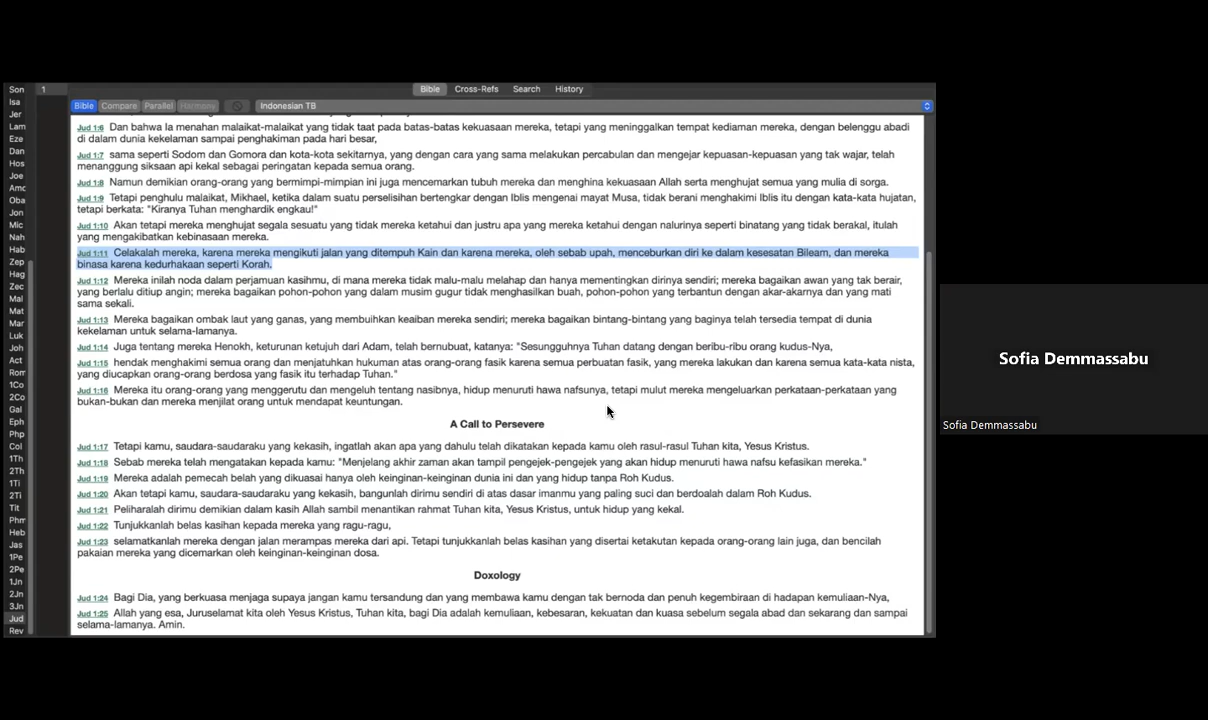 Bible Cross-Refs Search History
Son 1
Isa Bible Compare Parallel Harmony Indonesian TB
Jer
Lam
Eze
Dan
Hos
Joe
Amo
Oba
Jon
Mic
Nah
Hab
Zep
Hag
Zec
Mal
Mat
Mar
Luk
Joh
Act
Rom
1Co
2Co
Gal
Eph
Php
Col
1Th
2Th
1Ti
2Ti
Tit
Phm
Heb
Jas
1Pe
2Pe
1Jn
2Jn
3Jn
Jud
Rev
Jud 1:6 Dan bahwa Ia menahan malaikat-malaikat yang tidak taat pada batas-batas kekuasaan mereka, tetapi yang meninggalkan tempat kediaman mereka, dengan belenggu abadi
di dalam dunia kekelaman sampai penghakiman pada hari besar,
Jud 1:7 sama seperti Sodom dan Gomora dan kota-kota sekitarnya, yang dengan cara yang sama melakukan percabulan dan mengejar kepuasan-kepuasan yang tak wajar, telah
menanggung siksaan api kekal sebagai peringatan kepada semua orang.
Jud 1:8 Namun demikian orang-orang yang bermimpi-mimpian ini juga mencemarkan tubuh mereka dan menghina kekuasaan Allah serta menghujat semua yang mulia di sorga.
Jud 1:9 Tetapi penghulu malaikat, Mikhael, ketika dalam suatu perselisihan bertengkar dengan Iblis mengenai mayat Musa, tidak berani menghakimi Iblis itu dengan kata-kata hujatan,
tetapi berkata: "Kiranya Tuhan menghardik engkau!"
Jud 1:10 Akan tetapi mereka menghujat segala sesuatu yang tidak mereka ketahui dan justru apa yang mereka ketahui dengan nalurinya seperti binatang yang tidak berakal, itulah
yang mengakibatkan kebinasaan mereka.
Jud 1:11 Celakalah mereka, karena mereka mengikuti jalan yang ditempuh Kain dan karena mereka, oleh sebab upah, menceburkan diri ke dalam kesesatan Bileam, dan mereka
binasa karena kedurhakaan seperti Korah.
Jud 1:12 Mereka inilah noda dalam perjamuan kasihmu, di mana mereka tidak malu-malu melahap dan hanya mementingkan dirinya sendiri; mereka bagaikan awan yang tak berair,
yang berlalu ditiup angin; mereka bagaikan pohon-pohon yang dalam musim gugur tidak menghasilkan buah, pohon-pohon yang terbantun dengan akar-akarnya dan yang mati
sama sekali.
Jud 1:13 Mereka bagaikan ombak laut yang ganas, yang membuihkan keaiban mereka sendiri; mereka bagaikan bintang-bintang yang baginya telah tersedia tempat di dunia
kekelaman untuk selama-lamanya.
Jud 1:14 Juga tentang mereka Henokh, keturunan ketujuh dari Adam, telah bernubuat, katanya: "Sesungguhnya Tuhan datang dengan beribu-ribu orang kudus-Nya,
Jud 1:15 hendak menghakimi semua orang dan menjatuhkan hukuman atas orang-orang fasik karena semua perbuatan fasik, yang mereka lakukan dan karena semua kata-kata nista,
yang diucapkan orang-orang berdosa yang fasik itu terhadap Tuhan."
Jud 1:16 Mereka itu orang-orang yang menggerutu dan mengeluh tentang nasibnya, hidup menuruti hawa nafsunya, tetapi mulut mereka mengeluarkan perkataan-perkataan yang
bukan-bukan dan mereka menjilat orang untuk mendapat keuntungan.
A Call to Persevere
Jud 1:17 Tetapi kamu, saudara-saudaraku yang kekasih, ingatlah akan apa yang dahulu telah dikatakan kepada kamu oleh rasul-rasul Tuhan kita, Yesus Kristus.
Jud 1:18 Sebab mereka telah mengatakan kepada kamu: "Menjelang akhir zaman akan tampil pengejek-pengejek yang akan hidup menuruti hawa nafsu kefasikan mereka."
Jud 1:19 Mereka adalah pemecah belah yang dikuasai hanya oleh keinginan-keinginan dunia ini dan yang hidup tanpa Roh Kudus.
Jud 1:20 Akan tetapi kamu, saudara-saudaraku yang kekasih, bangunlah dirimu sendiri di atas dasar imanmu yang paling suci dan berdoalah dalam Roh Kudus.
Jud 1:21 Peliharalah dirimu demikian dalam kasih Allah sambil menantikan rahmat Tuhan kita, Yesus Kristus, untuk hidup yang kekal.
Jud 1:22 Tunjukkanlah belas kasihan kepada mereka yang ragu-ragu,
Jud 1:23 selamatkanlah mereka dengan jalan merampas mereka dari api. Tetapi tunjukkanlah belas kasihan yang disertai ketakutan kepada orang-orang lain juga, dan bencilah
pakaian mereka yang dicemarkan oleh keinginan-keinginan dosa.
Doxology
Jud 1:24 Bagi Dia, yang berkuasa menjaga supaya jangan kamu tersandung dan yang membawa kamu dengan tak bernoda dan penuh kegembiraan di hadapan kemuliaan-Nya,
Jud 1:25 Allah yang esa, Juruselamat kita oleh Yesus Kristus, Tuhan kita, bagi Dia adalah kemuliaan, kebesaran, kekuatan dan kuasa sebelum segala abad dan sekarang dan sampai
selama-lamanya. Amin.
Sofia Demmassabu
Sofia Demmassabu